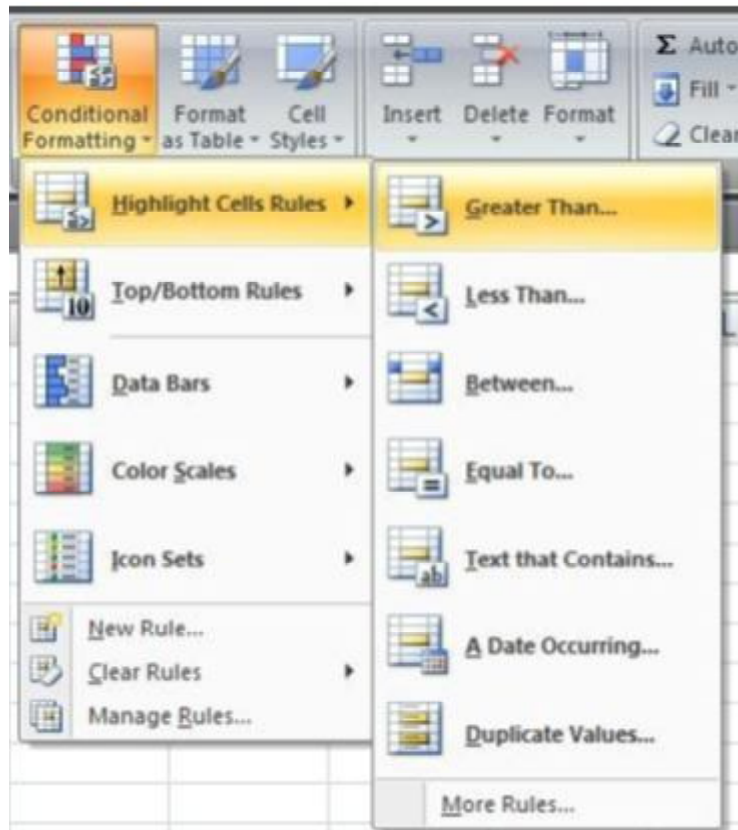 Conditional Formatting
Format as Table
Cell Styles
Insert
Delete
Format
Σ Auto
Fill
Clear
Highlight Cells Rules
Top/Bottom Rules
Data Bars
Color Scales
Icon Sets
New Rule...
Clear Rules
Manage Rules...
Greater Than...
Less Than...
Between...
Equal To...
Text that Contains...
A Date Occurring...
Duplicate Values...
More Rules...
L